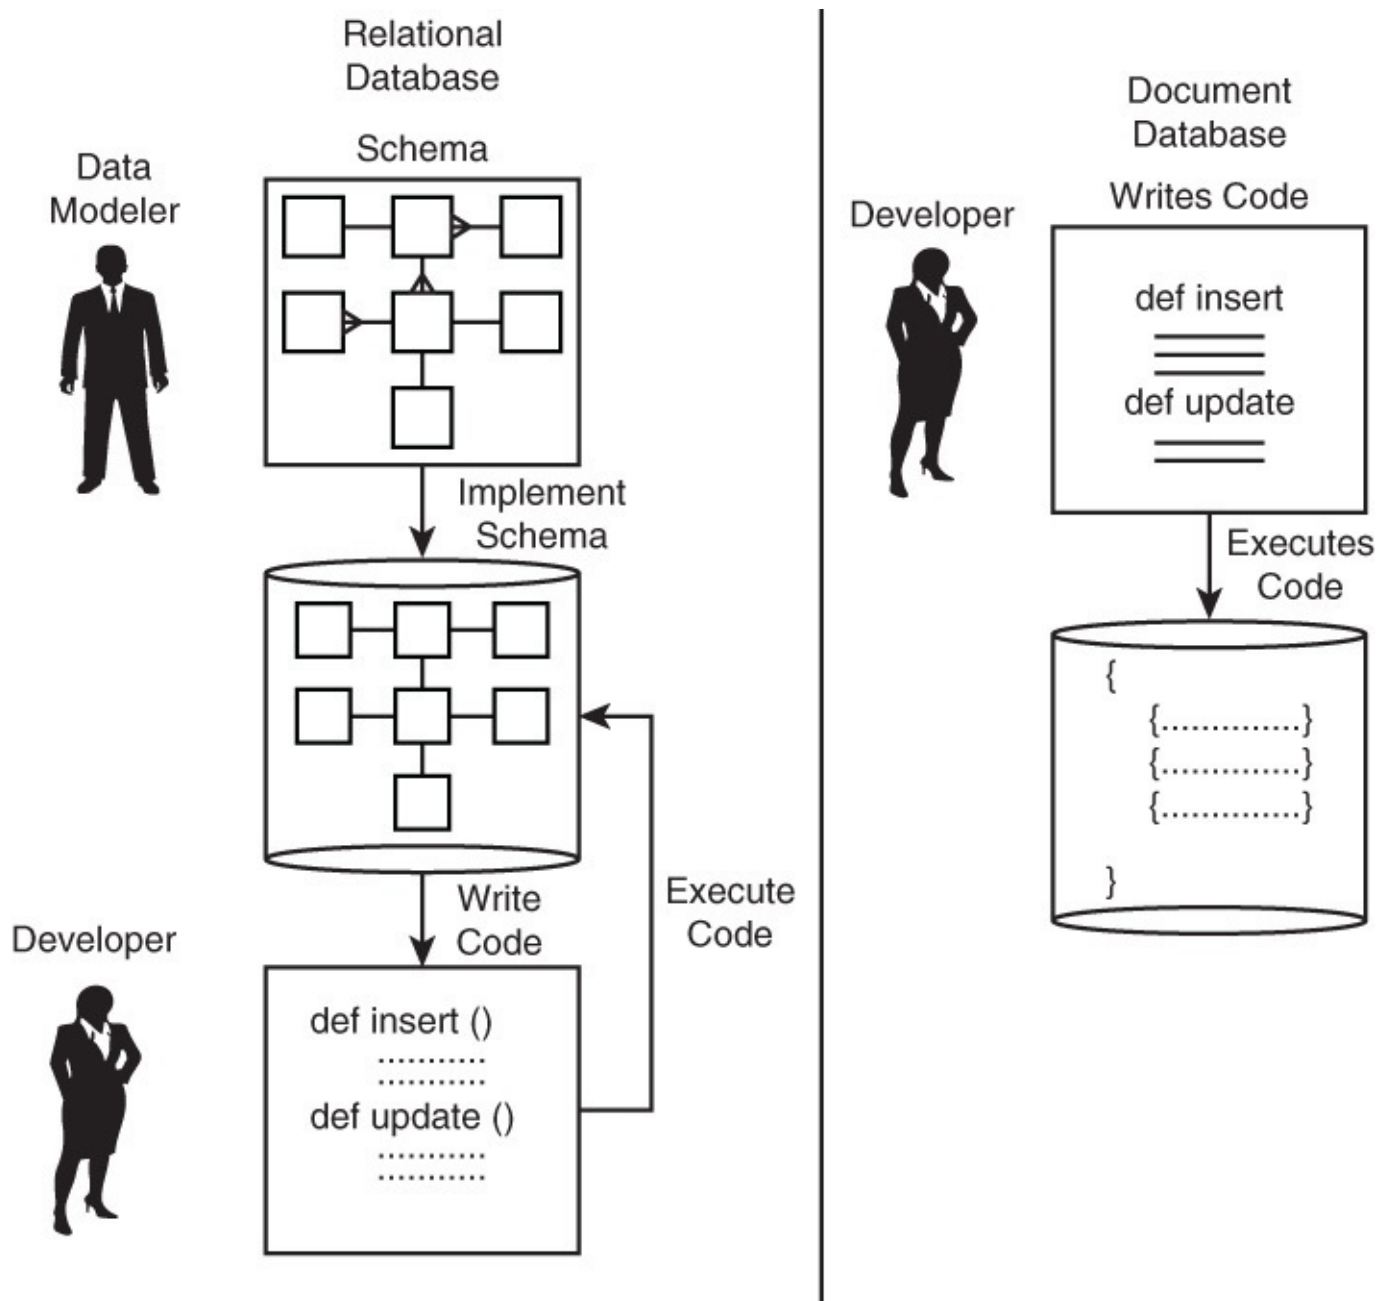 Relational
Database
Schema
Data
Modeler
Implement
Schema
Write
Code
Execute
Code
Developer
def insert ()
...........
...........
def update ()
...........
...........
Document
Database
Writes Code
Developer
def insert
def update
Executes
Code
{
{..............}
{..............}
{..............}
}